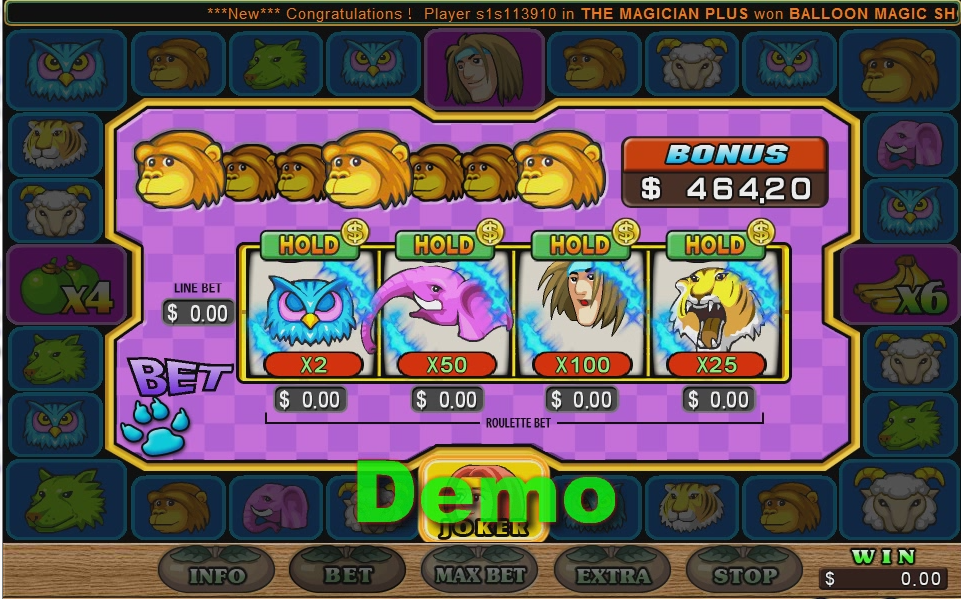 ***New*** Congratulations ! Player s1s113910 in THE MAGICIAN PLUS won BALLOON MAGIC SH
BONUS
$ 464,20
HOLD $ HOLD $ HOLD $ HOLD $
x4
x6
LINE BET
$ 0.00
X2 X50 X100 X25
BET
$ 0.00 $ 0.00 $ 0.00 $ 0.00
ROULETTE BET
Demo
JOKER
INFO BET MAX BET EXTRA STOP
WIN
$ 0.00